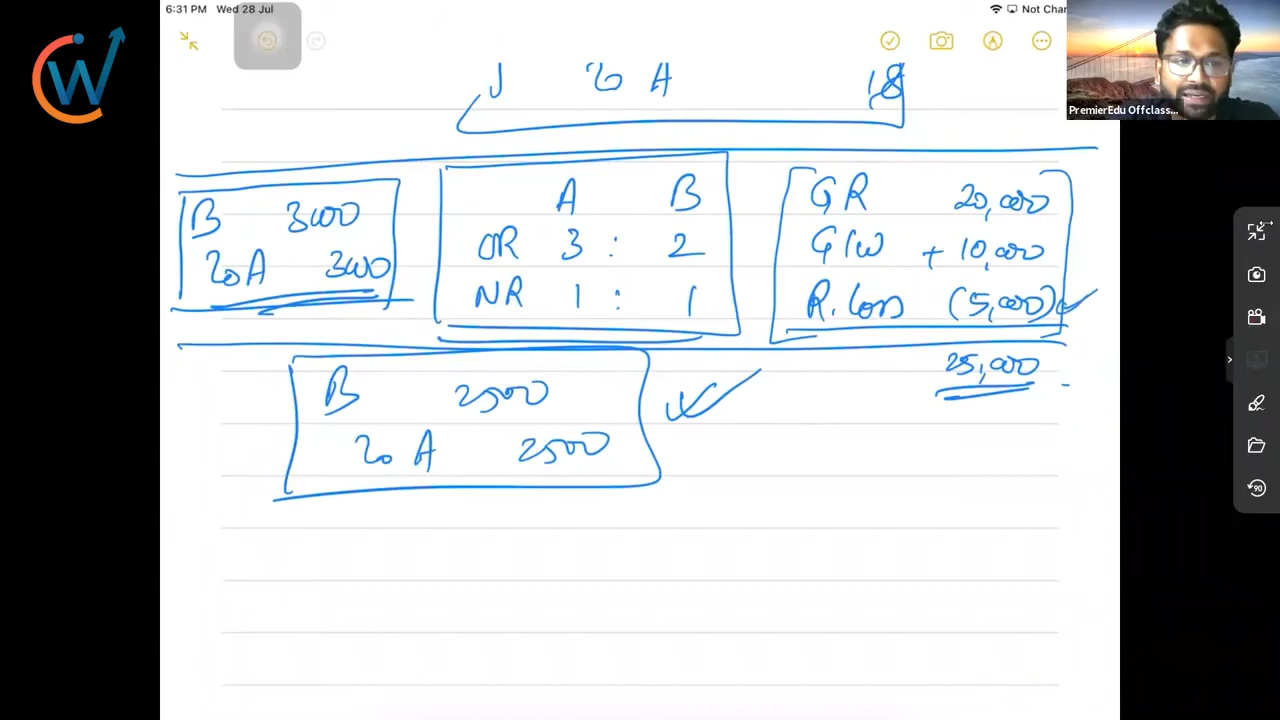 6:31 PM Wed 28 Jul
Not Char
PremierEdu Offclass...
To A
B 3000
To A 3000
A B
OR 3 : 2
NR 1 : 1
GR 20,000
G/W + 10,000
R. Loss (5,000)
25,000
B 2500
To A 2500
90